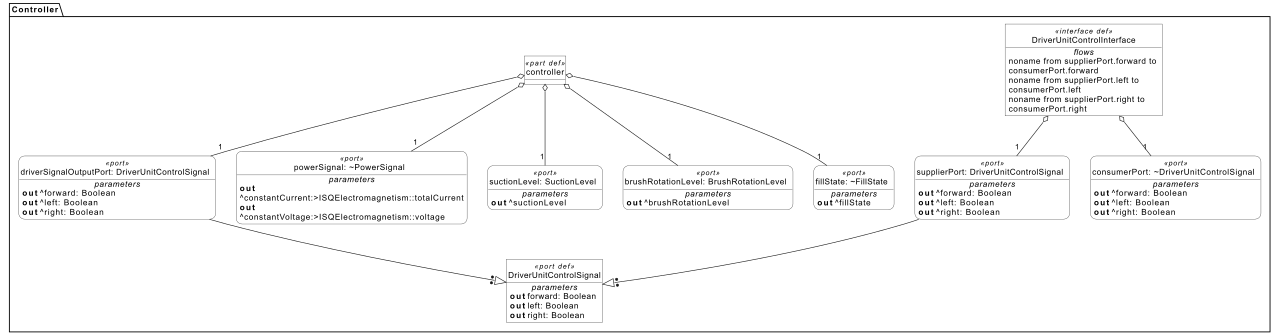 Controller
«part def»
controller
«interface def»
DriverUnitControlInterface
flows
noname from supplierPort.forward to
consumerPort.forward
noname from supplierPort.left to
consumerPort.left
noname from supplierPort.right to
consumerPort.right
1
1
1
1
1
1
1
«port»
driverSignalOutputPort: DriverUnitControlSignal
parameters
out ^forward: Boolean
out ^left: Boolean
out ^right: Boolean
«port»
powerSignal: ~PowerSignal
parameters
out
^constantCurrent:>ISQElectromagnetism::totalCurrent
out
^constantVoltage:>ISQElectromagnetism::voltage
«port»
suctionLevel: SuctionLevel
parameters
out ^suctionLevel
«port»
brushRotationLevel: BrushRotationLevel
parameters
out ^brushRotationLevel
«port»
fillState: ~FillState
parameters
out ^fillState
«port»
supplierPort: DriverUnitControlSignal
parameters
out ^forward: Boolean
out ^left: Boolean
out ^right: Boolean
«port»
consumerPort: ~DriverUnitControlSignal
parameters
out ^forward: Boolean
out ^left: Boolean
out ^right: Boolean
«port def»
DriverUnitControlSignal
parameters
out forward: Boolean
out left: Boolean
out right: Boolean